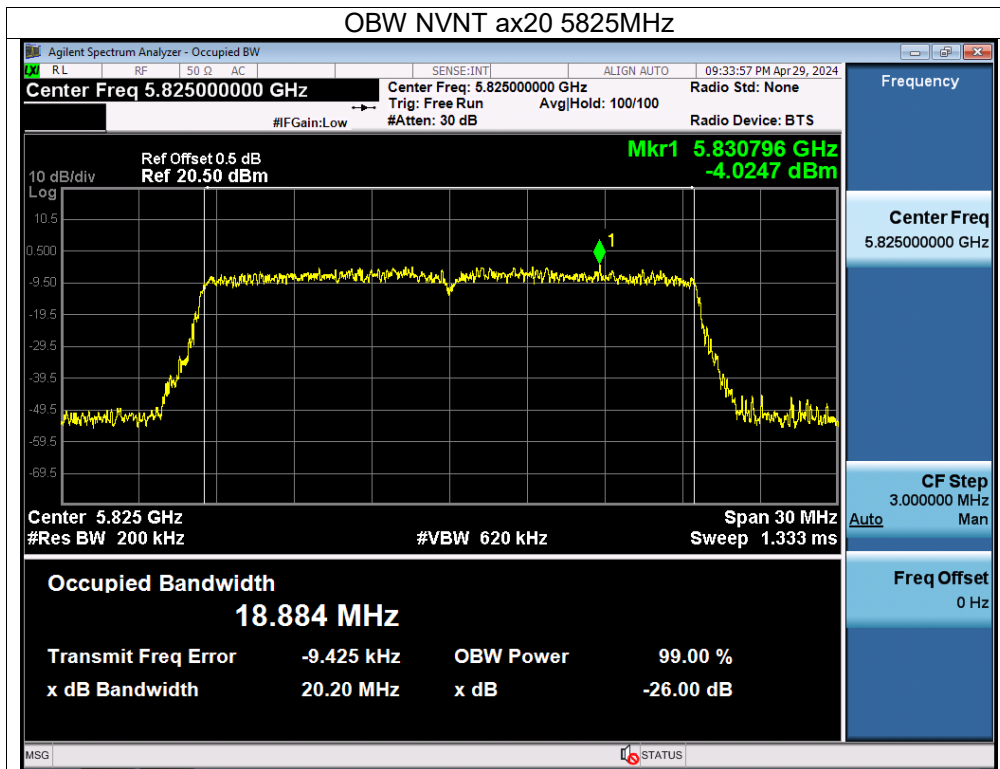 OBW NVNT ax20 5825MHz
Agilent Spectrum Analyzer - Occupied BW
LXI RL RF 50 Ω AC SENSE:INT ALIGN AUTO 09:33:57 PM Apr 29, 2024
Center Freq 5.825000000 GHz
Center Freq: 5.825000000 GHz
Radio Std: None
Trig: Free Run Avg|Hold: 100/100
#IFGain:Low #Atten: 30 dB Radio Device: BTS
Frequency
Mkr1 5.830796 GHz
-4.0247 dBm
Ref Offset 0.5 dB
10 dB/div Ref 20.50 dBm
Log
10.5
0.500
-9.50
-19.5
-29.5
-39.5
-49.5
-59.5
-69.5
1
Center 5.825 GHz Span 30 MHz
#Res BW 200 kHz #VBW 620 kHz Sweep 1.333 ms
Center Freq
5.825000000 GHz
CF Step
3.000000 MHz
Auto Man
Freq Offset
0 Hz
Occupied Bandwidth
18.884 MHz
Transmit Freq Error -9.425 kHz OBW Power 99.00 %
x dB Bandwidth 20.20 MHz x dB -26.00 dB
MSG STATUS